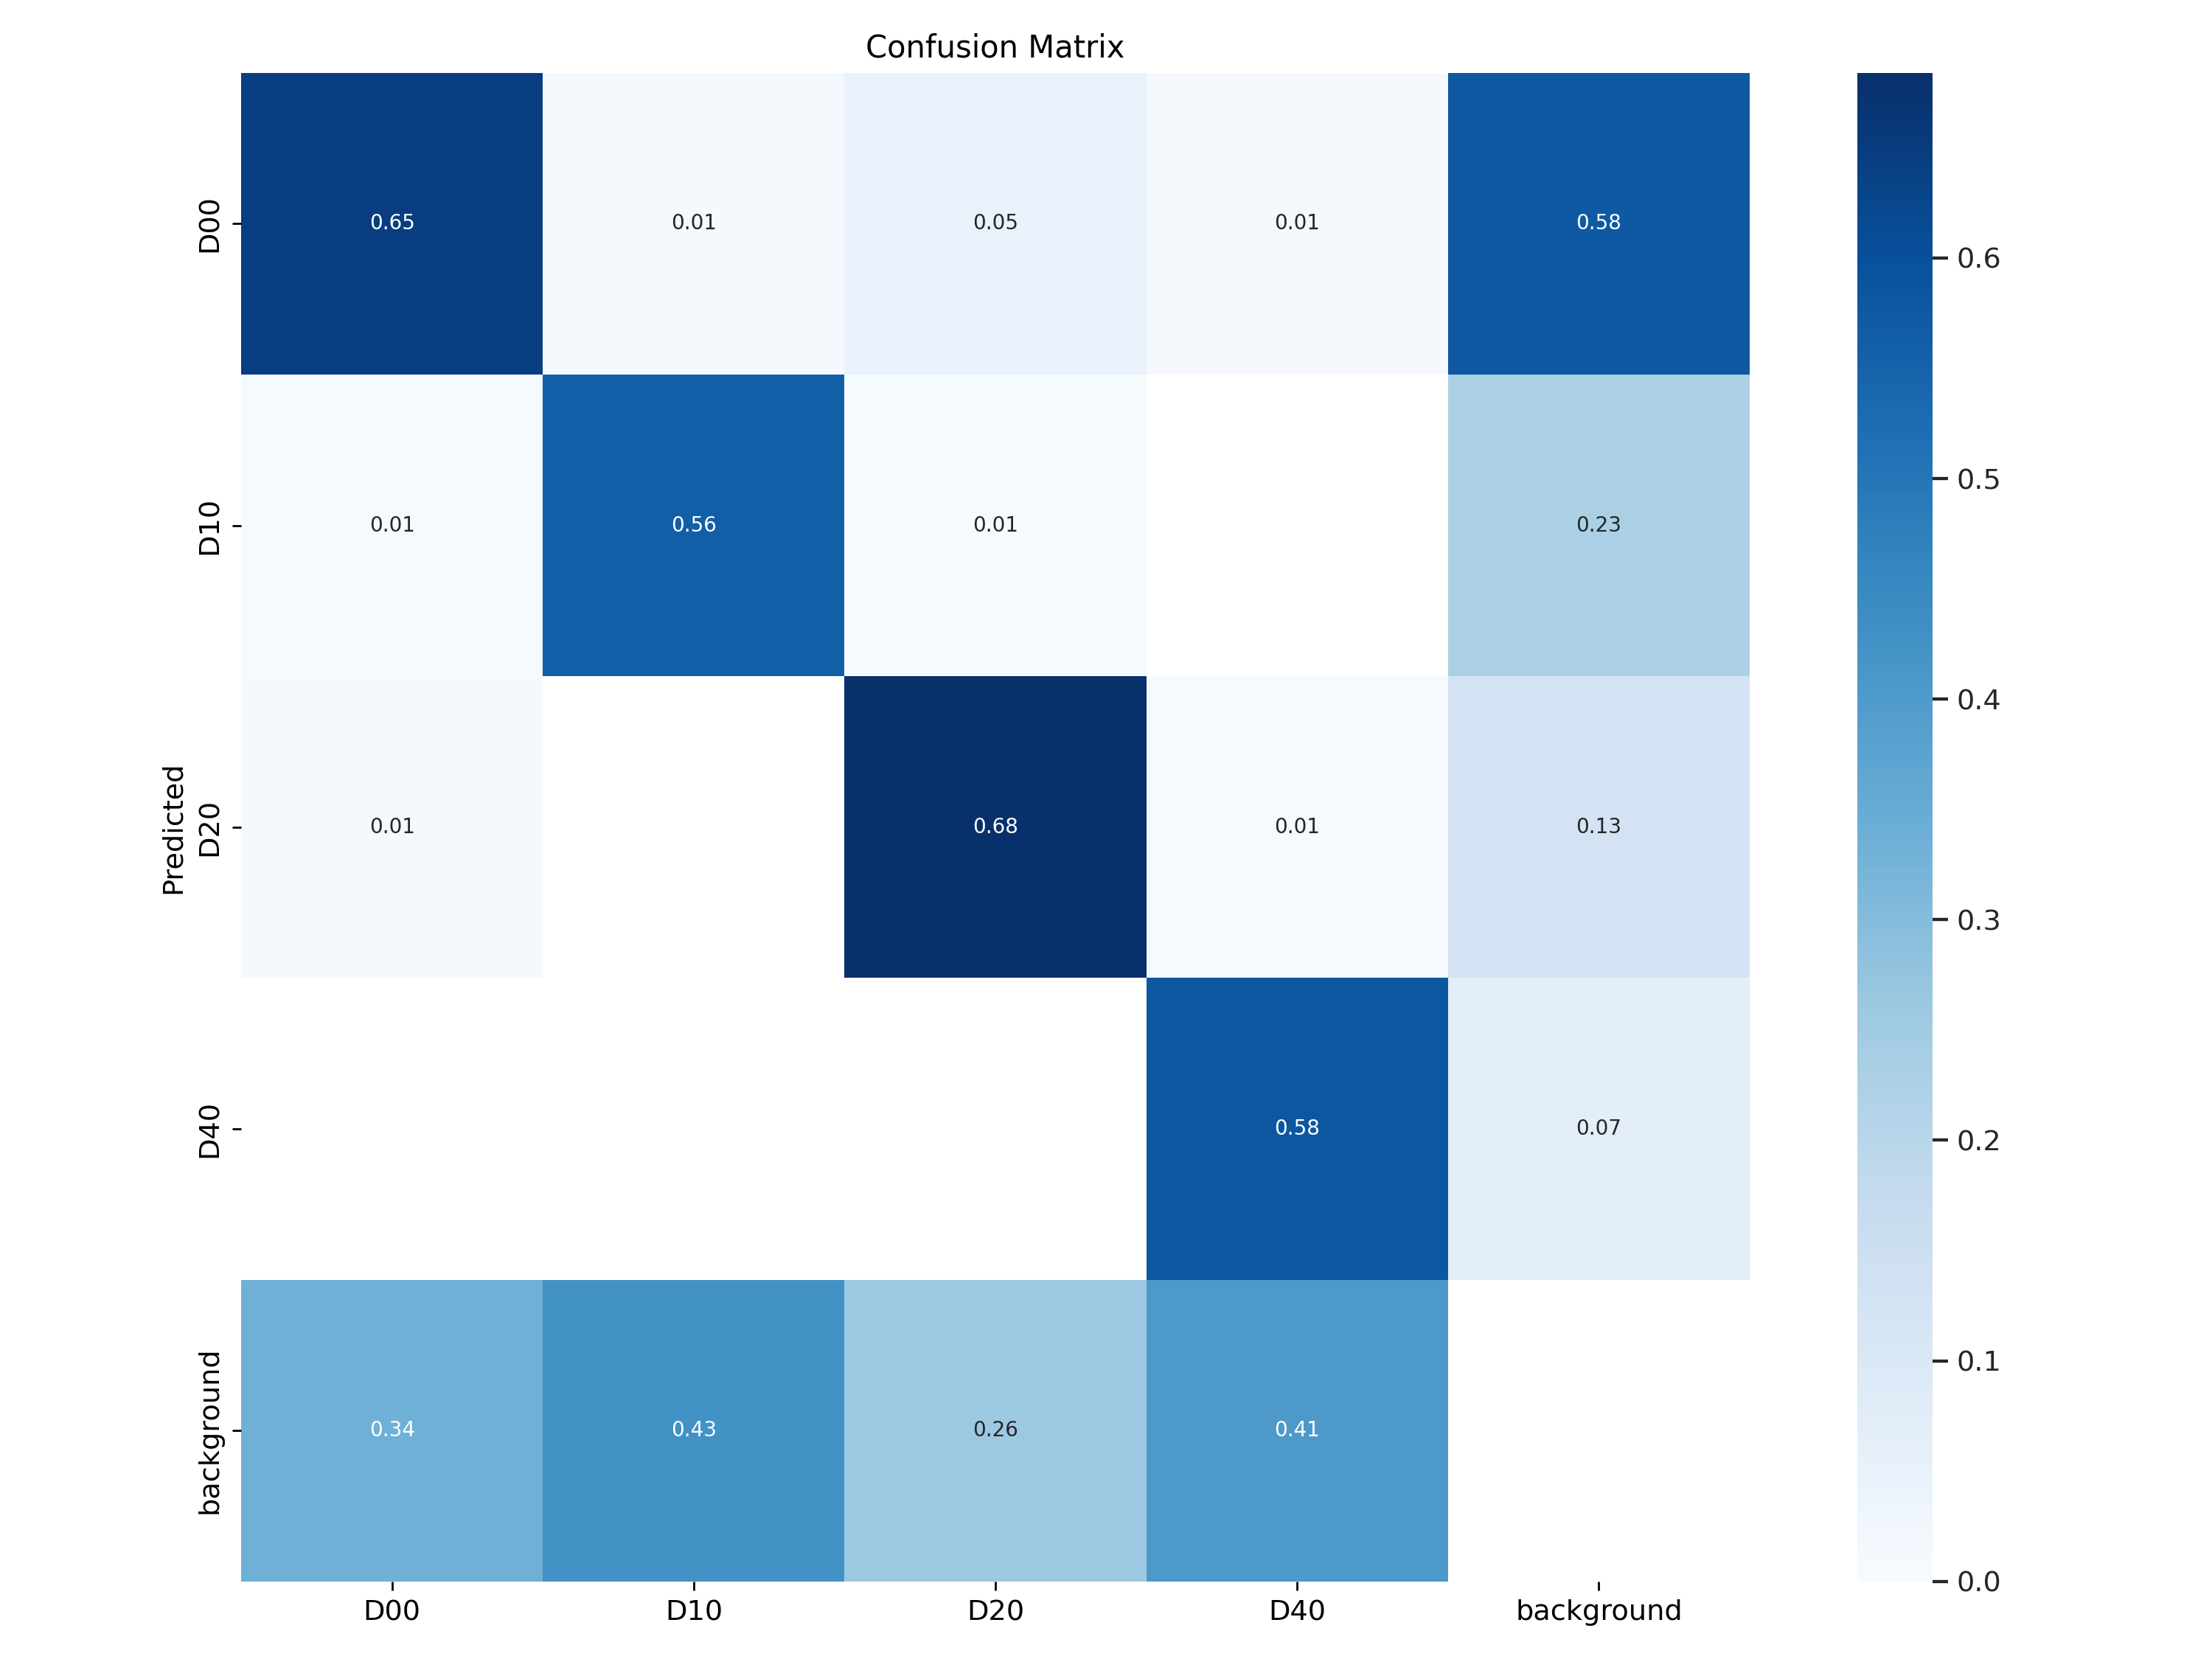 Confusion Matrix
D00 0.65 0.01 0.05 0.01 0.58
D10 0.01 0.56 0.01 0.23
D20 0.01 0.68 0.01 0.13
D40 0.58 0.07
background 0.34 0.43 0.26 0.41
Predicted
D00 D10 D20 D40 background
0.6
0.5
0.4
0.3
0.2
0.1
0.0